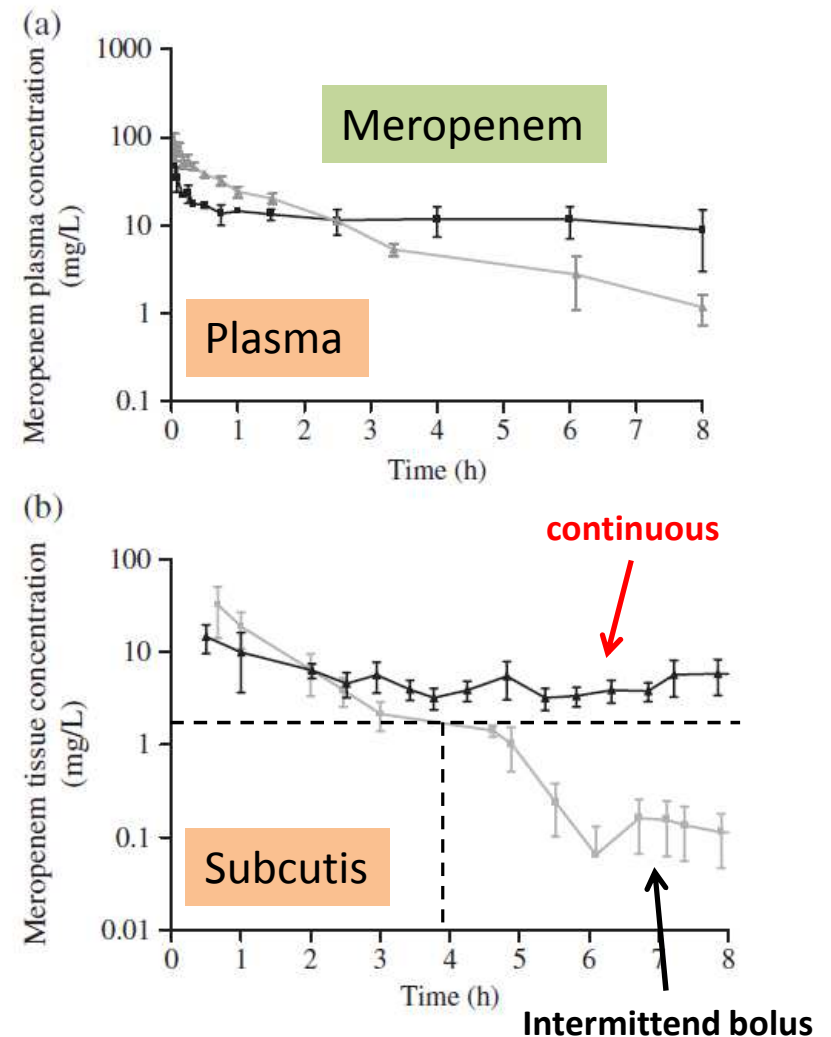 (a)
Meropenem plasma concentration
(mg/L)
1000
100
10
1
0.1
Meropenem
Plasma
0 1 2 3 4 5 6 7 8
Time (h)
(b)
Meropenem tissue concentration
(mg/L)
100
10
1
0.1
0.01
continuous
Subcutis
0 1 2 3 4 5 6 7 8
Time (h)
Intermittend bolus